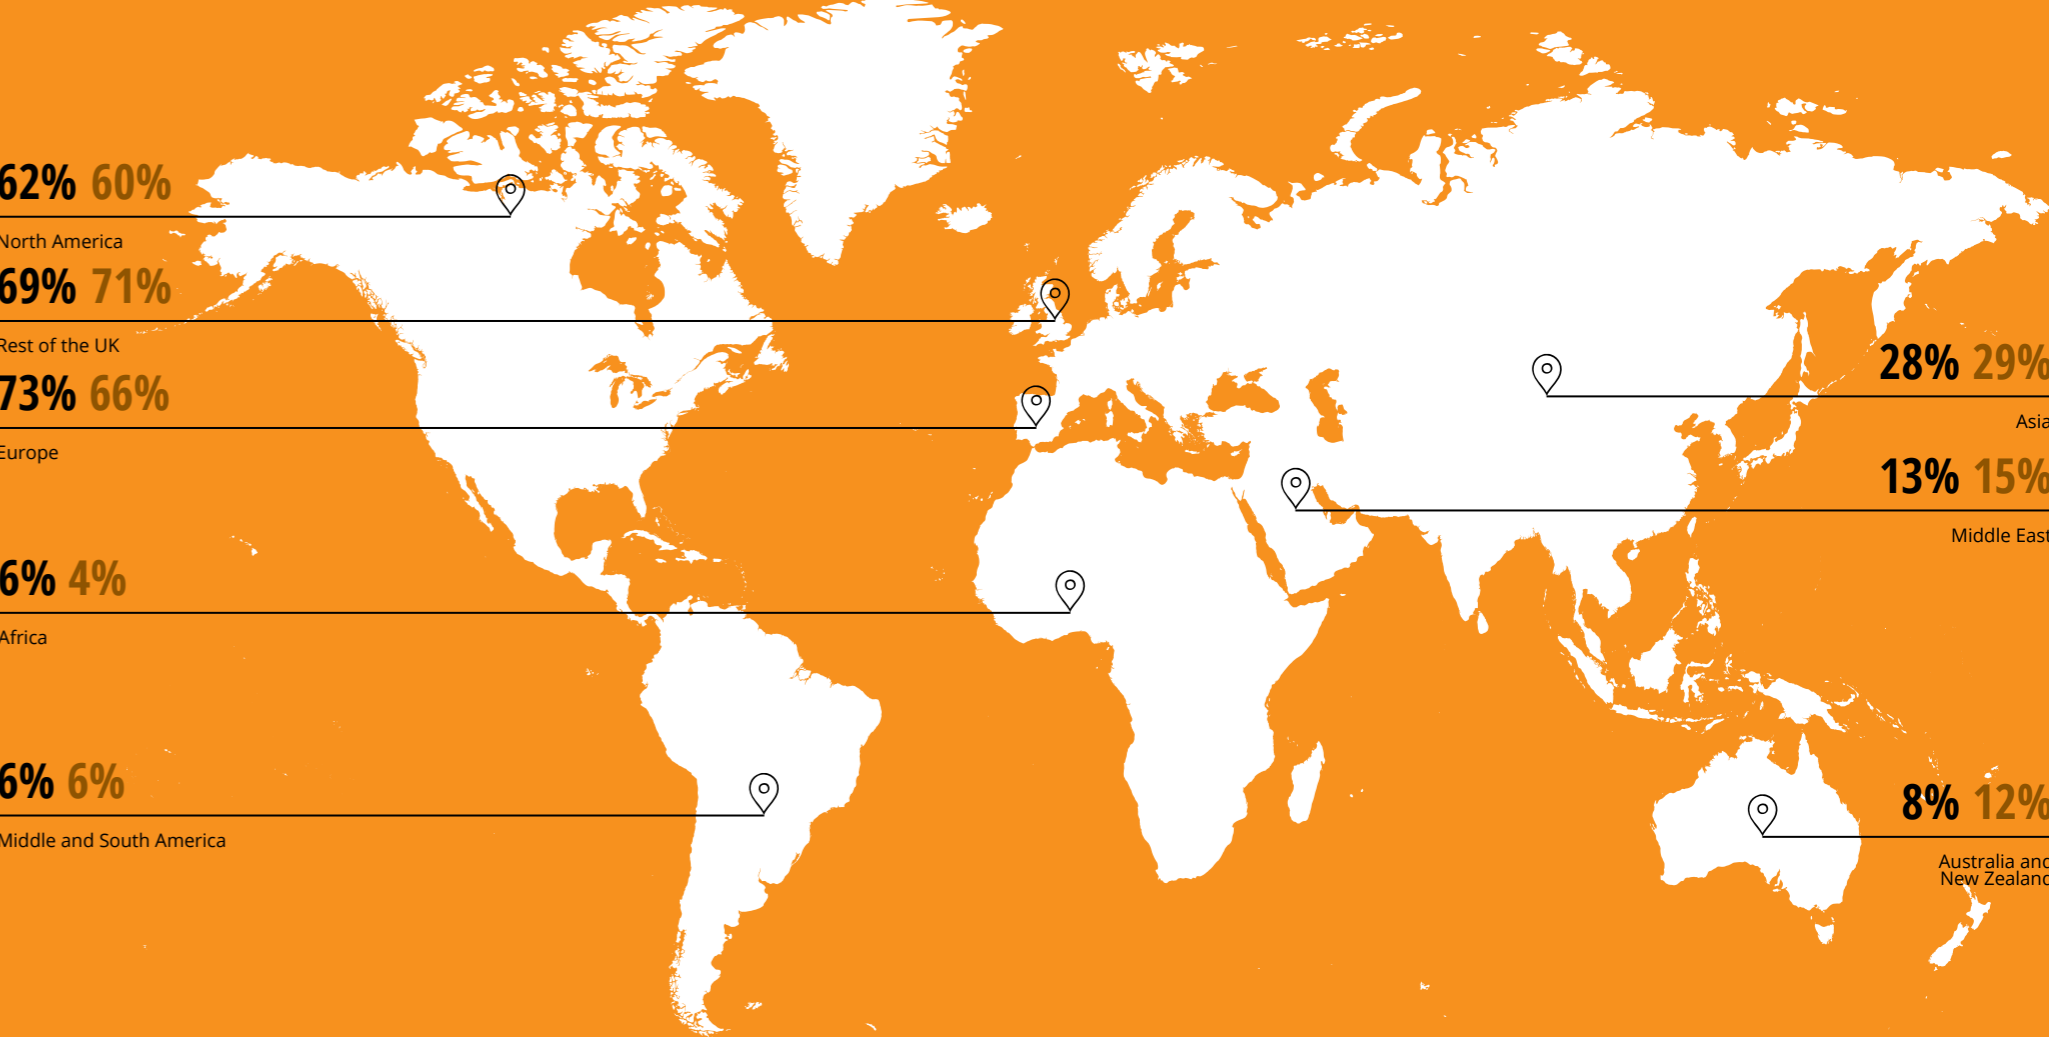 62% 60%
North America
69% 71%
Rest of the UK
73% 66%
Europe
6% 4%
Africa
6% 6%
Middle and South America
28% 29%
Asia
13% 15%
Middle East
8% 12%
Australia and
New Zealand